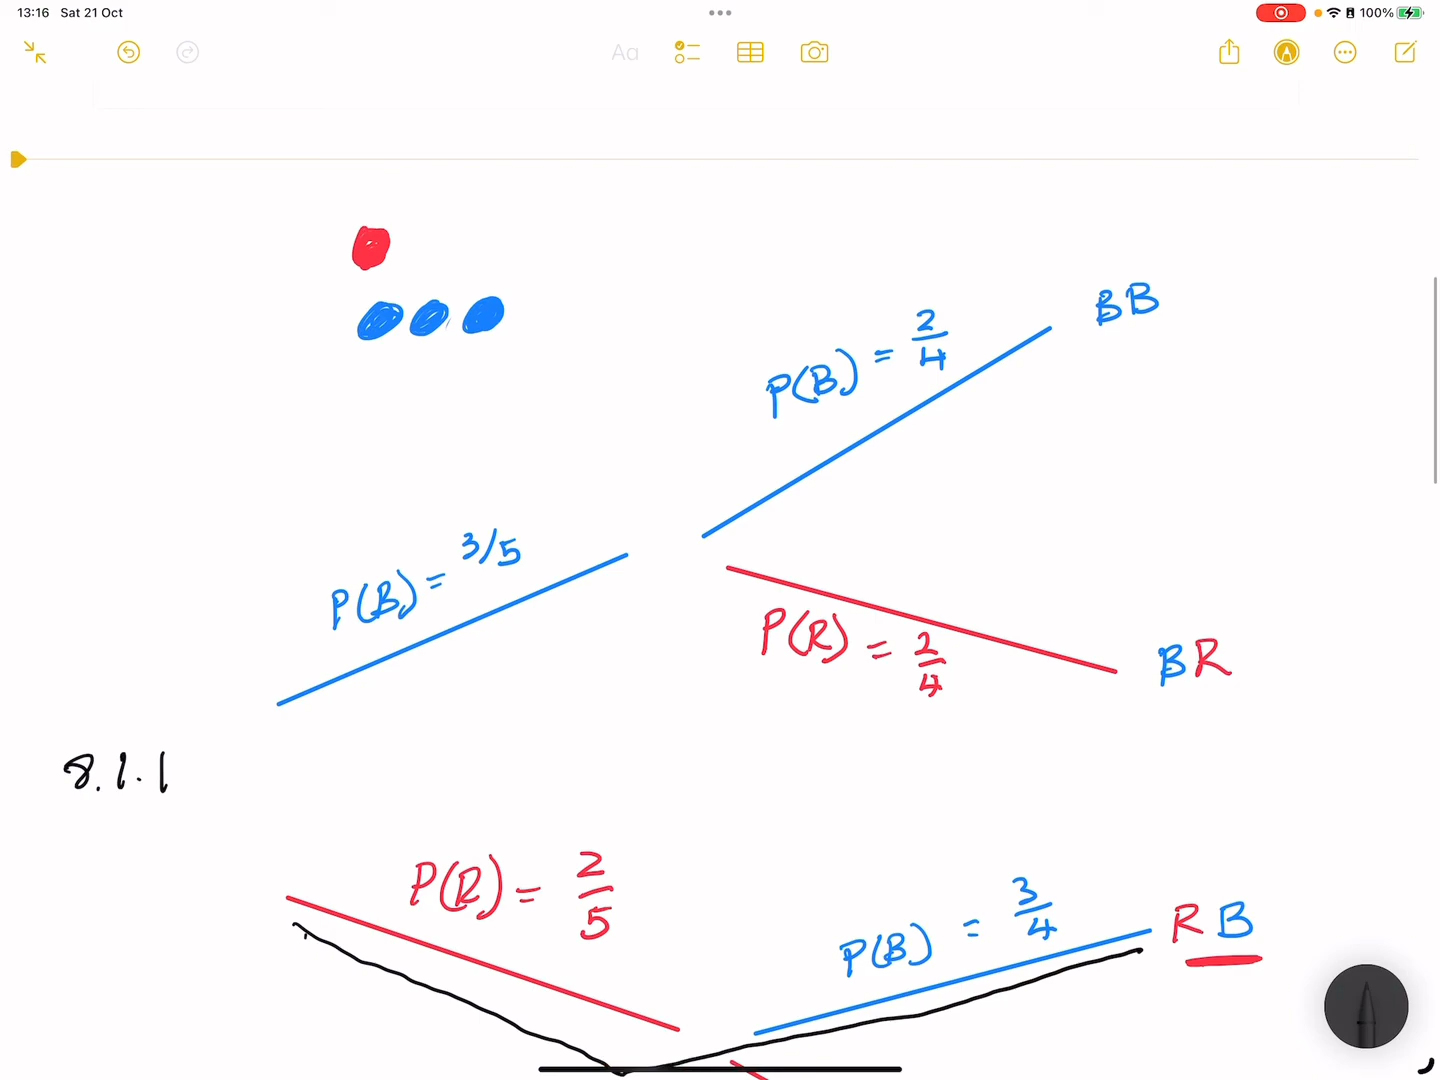 13:16 Sat 21 Oct
100%
Aa
BB
P(B) = 2/4
P(B) = 3/5
P(R) = 2/4
BR
8.1.1
P(R) = 2/5
P(B) = 3/4
RB